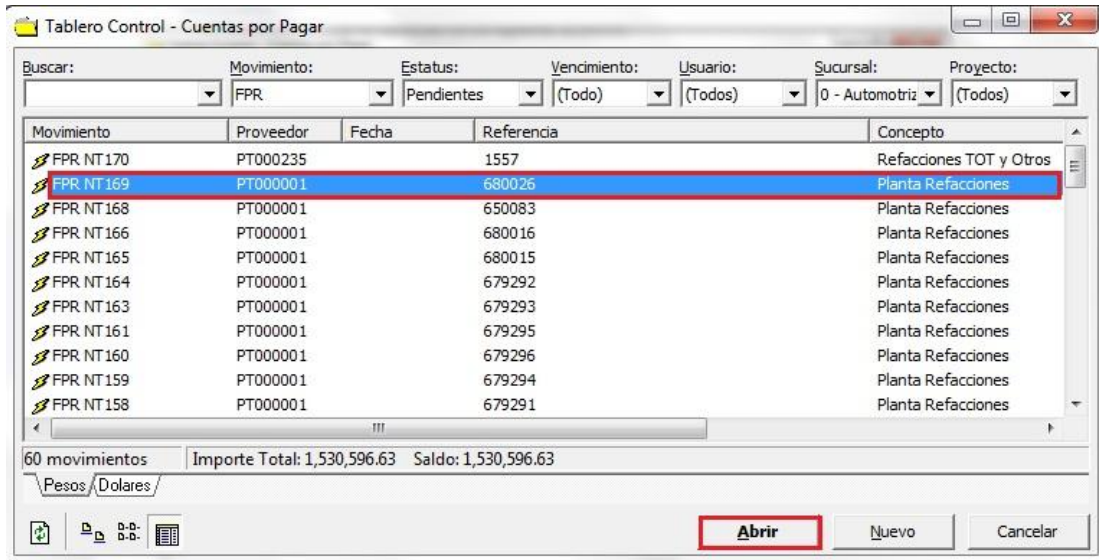 Tablero Control - Cuentas por Pagar
Buscar: Movimiento: Estatus: Vencimiento: Usuario: Sucursal: Proyecto:
FPR Pendientes (Todo) (Todos) 0 - Automotriz (Todos)
Movimiento Proveedor Fecha Referencia Concepto
FPR NT170 PT000235 1557 Refacciones TOT y Otros
FPR NT169 PT000001 680026 Planta Refacciones
FPR NT168 PT000001 650083 Planta Refacciones
FPR NT166 PT000001 680016 Planta Refacciones
FPR NT165 PT000001 680015 Planta Refacciones
FPR NT164 PT000001 679292 Planta Refacciones
FPR NT163 PT000001 679293 Planta Refacciones
FPR NT161 PT000001 679295 Planta Refacciones
FPR NT160 PT000001 679296 Planta Refacciones
FPR NT159 PT000001 679294 Planta Refacciones
FPR NT158 PT000001 679291 Planta Refacciones
60 movimientos Importe Total: 1,530,596.63 Saldo: 1,530,596.63
Pesos Dolares
Abrir Nuevo Cancelar